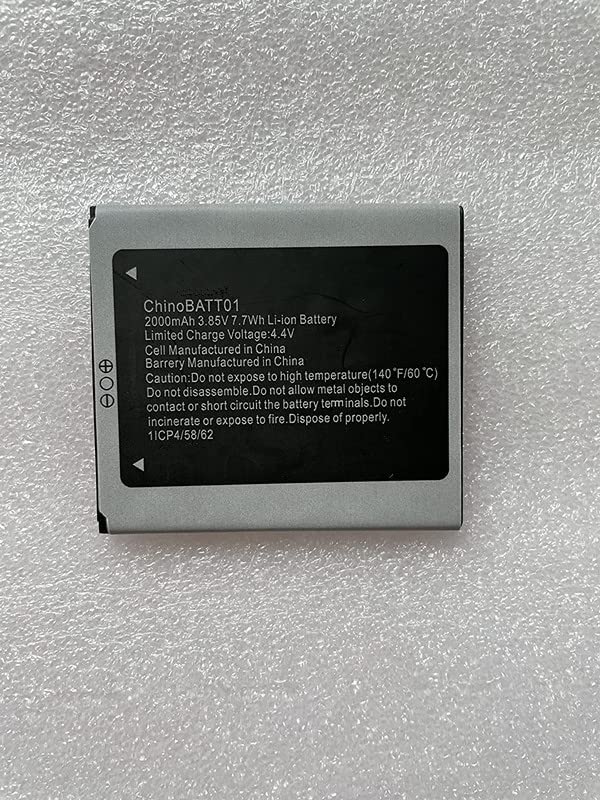 ChinoBATT01
2000mAh 3.85V 7.7Wh Li-ion Battery
Limited Charge Voltage:4.4V
Cell Manufactured in China
Barrery Manufactured in China
Caution:Do not expose to high temperature(140°F/60°C)
Do not disassemble.Do not allow metal objects to
contact or short circuit the battery terminals.Do not
incinerate or expose to fire.Dispose of properly.
1ICP4/58/62